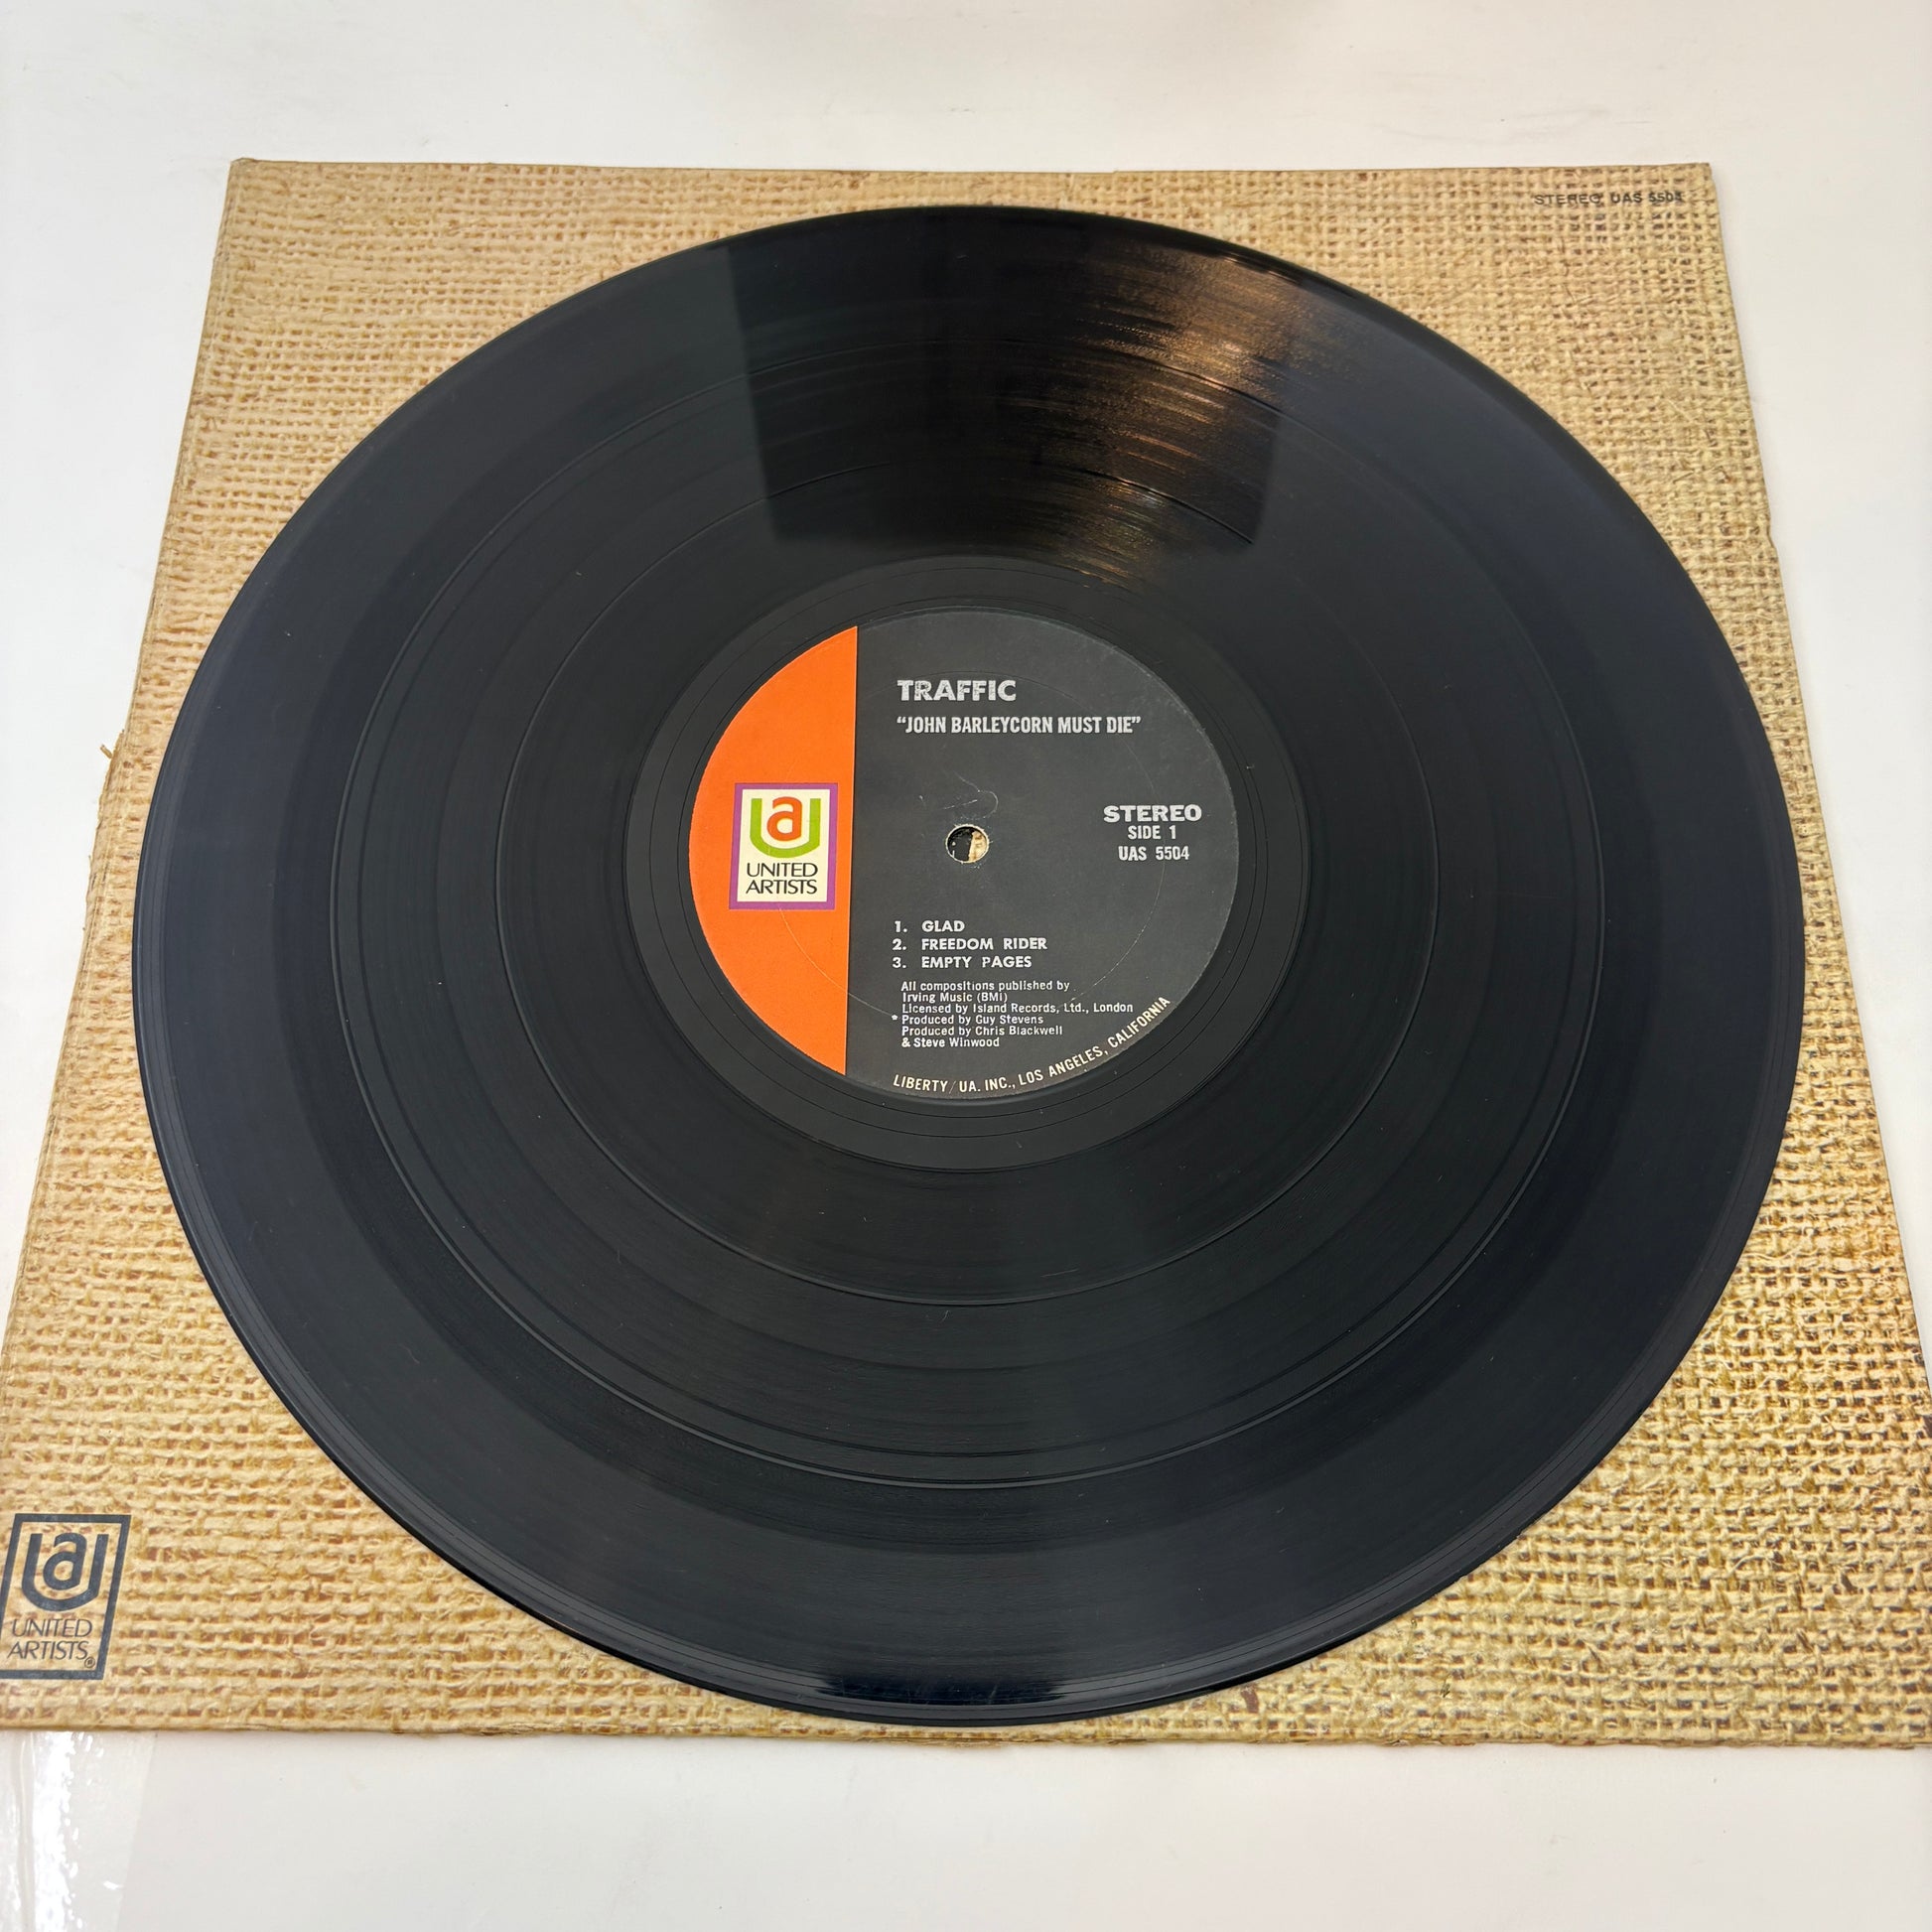 STEREO UAS 5504
TRAFFIC
“JOHN BARLEYCORN MUST DIE”
a
UNITED
ARTISTS
STEREO
SIDE 1
UAS 5504
1. GLAD
2. FREEDOM RIDER
3. EMPTY PAGES
All compositions published by
Irving Music (BMI)
Licensed by Island Records, Ltd., London
* Produced by Guy Stevens
Produced by Chris Blackwell
& Steve Winwood
LIBERTY/UA. INC., LOS ANGELES, CALIFORNIA
a
UNITED
ARTISTS